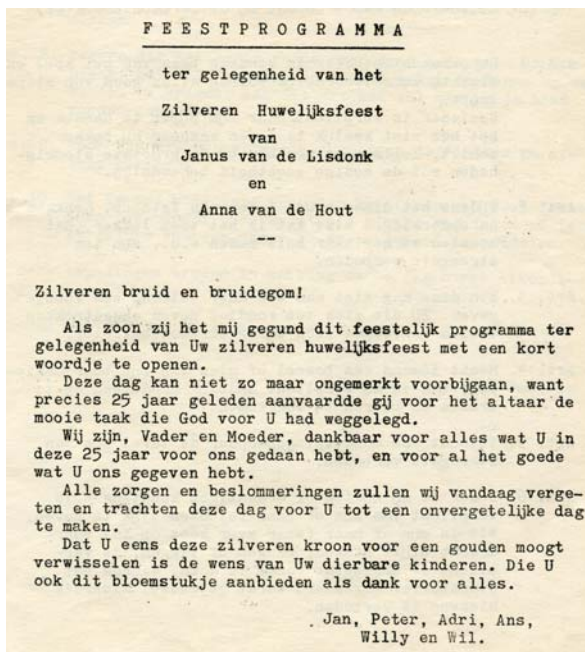 FEESTPROGRAMMA
ter gelegenheid van het
Zilveren Huwelijksfeest
van
Janus van de Lisdonk
en
Anna van de Hout
--
Zilveren bruid en bruidegom!
Als zoon zij het mij gegund dit feestelijk programma ter
gelegenheid van Uw zilveren huwelijksfeest met een kort
woordje te openen.
Deze dag kan niet zo maar ongemerkt voorbijgaan, want
precies 25 jaar geleden aanvaardde gij voor het altaar de
mooie taak die God voor U had weggelegd.
Wij zijn, Vader en Moeder, dankbaar voor alles wat U in
deze 25 jaar voor ons gedaan hebt, en voor al het goede
wat U ons gegeven hebt.
Alle zorgen en beslommeringen zullen wij vandaag verge-
ten en trachten deze dag voor U tot een onvergetelijke dag
te maken.
Dat U eens deze zilveren kroon voor een gouden moogt
verwisselen is de wens van Uw dierbare kinderen. Die U
ook dit bloemstukje aanbieden als dank voor alles.
Jan, Peter, Adri, Ans,
Willy en Wil.